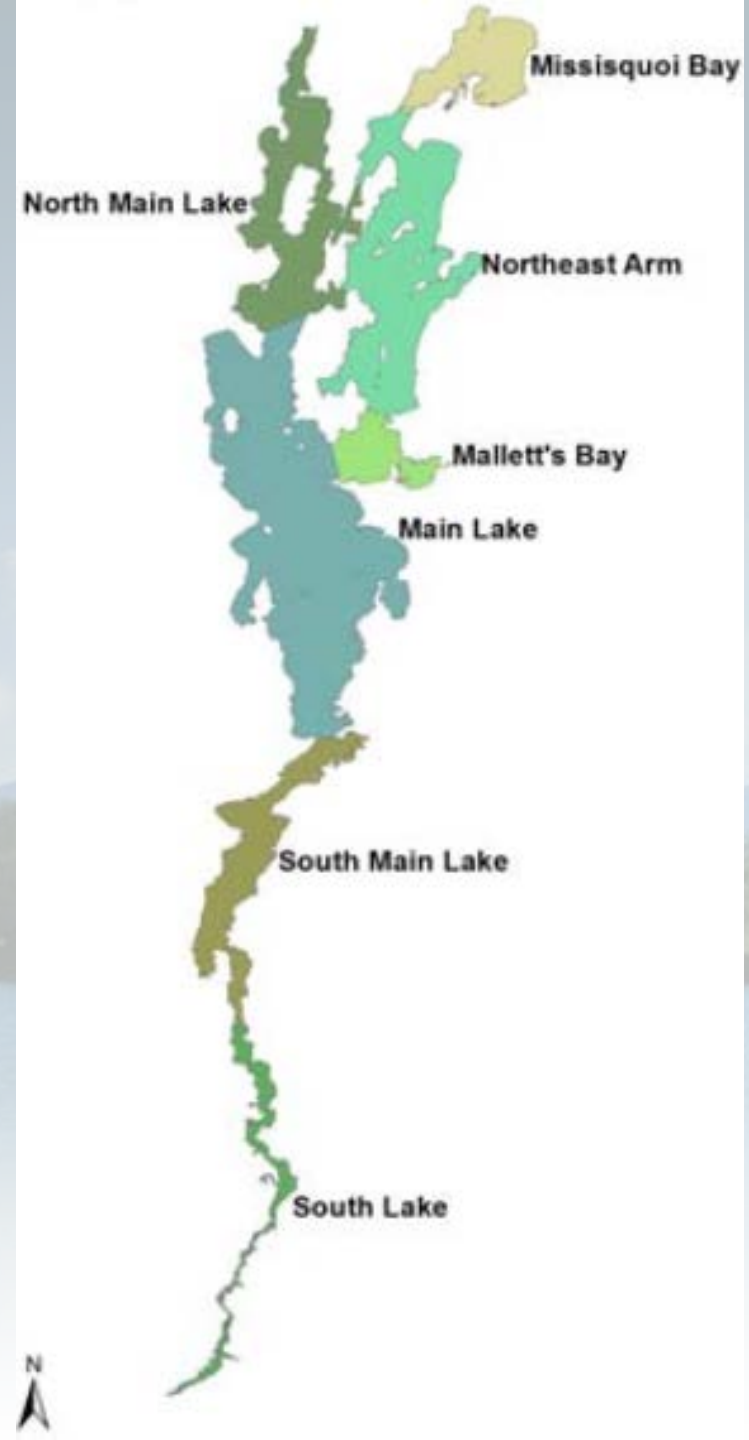 Missisquoi Bay
North Main Lake
Northeast Arm
Mallett's Bay
Main Lake
South Main Lake
South Lake
N